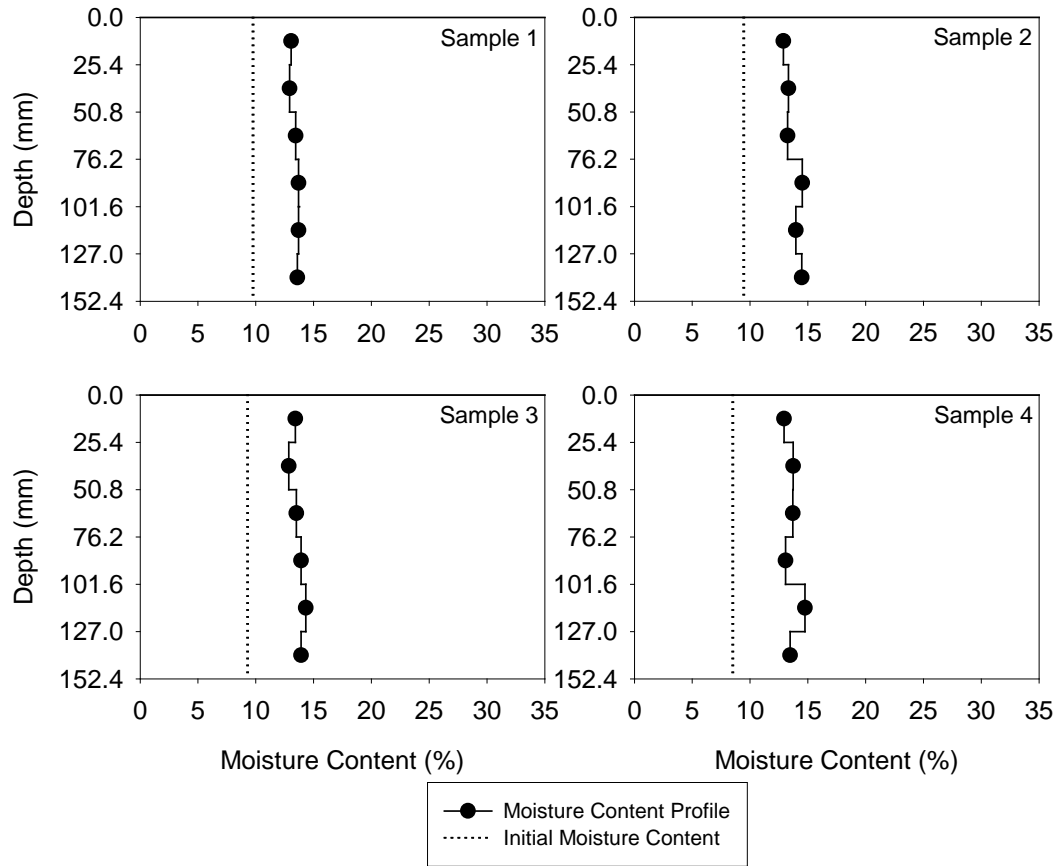 Sample 1
Sample 2
Depth (mm)
0.0
25.4
50.8
76.2
101.6
127.0
152.4
0 5 10 15 20 25 30 35
0.0
25.4
50.8
76.2
101.6
127.0
152.4
0 5 10 15 20 25 30 35
Sample 3
Sample 4
Depth (mm)
0.0
25.4
50.8
76.2
101.6
127.0
152.4
0 5 10 15 20 25 30 35
0.0
25.4
50.8
76.2
101.6
127.0
152.4
0 5 10 15 20 25 30 35
Moisture Content (%)
Moisture Content (%)
Moisture Content Profile
Initial Moisture Content